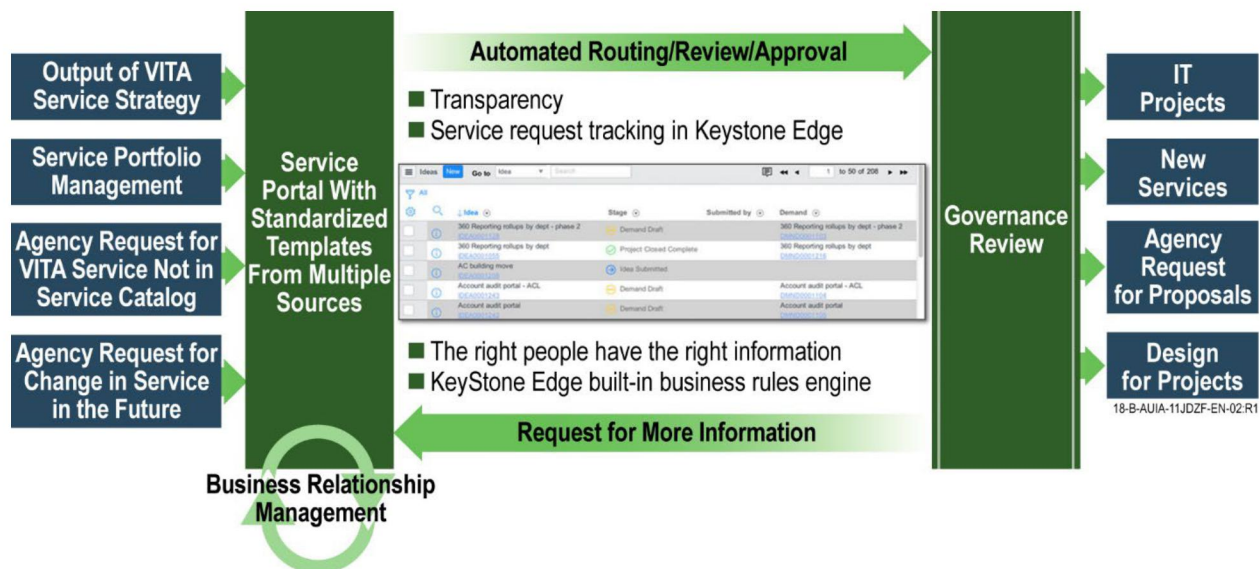 Output of VITA
Service Strategy
Service Portfolio
Management
Agency Request for
VITA Service Not in
Service Catalog
Agency Request for
Change in Service
in the Future
Service
Portal With
Standardized
Templates
From Multiple
Sources
Business Relationship
Management
Automated Routing/Review/Approval
Transparency
Service request tracking in Keystone Edge
Ideas New Go to Idea Search 1 to 50 of 208
All
Idea Stage Submitted by Demand
360 Reporting rollups by dept - phase 2 Demand Draft 360 Reporting rollups by dept - phase 2
360 Reporting rollups by dept Project Closed Complete 360 Reporting rollups by dept
AC building move Idea Submitted
Account audit portal - ACL Demand Draft Account audit portal - ACL
Account audit portal Demand Draft Account audit portal
The right people have the right information
KeyStone Edge built-in business rules engine
Request for More Information
Governance
Review
IT
Projects
New
Services
Agency
Request
for Proposals
Design
for Projects
18-B-AUIA-11JDZF-EN-02:R1